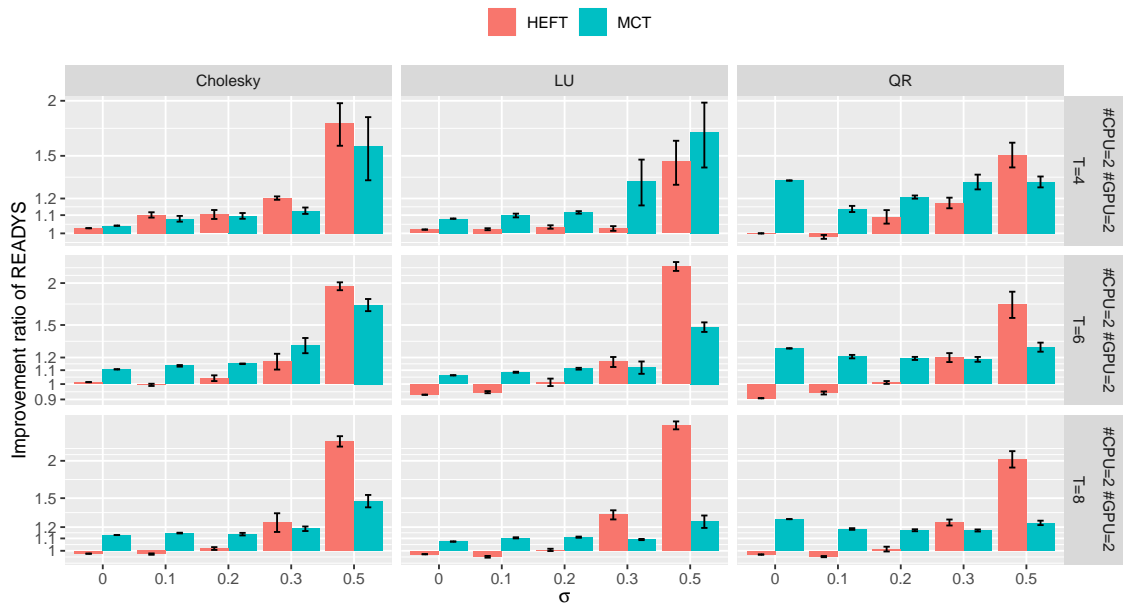 HEFT MCT
Cholesky LU QR
Improvement ratio of READYS
2
1.5
1.2
1.1
1
#CPU=2 #GPU=2
T=4
2
1.5
1.2
1.1
1
0.9
#CPU=2 #GPU=2
T=6
2
1.5
1.2
1.1
1
#CPU=2 #GPU=2
T=8
0 0.1 0.2 0.3 0.5 0 0.1 0.2 0.3 0.5 0 0.1 0.2 0.3 0.5
σ